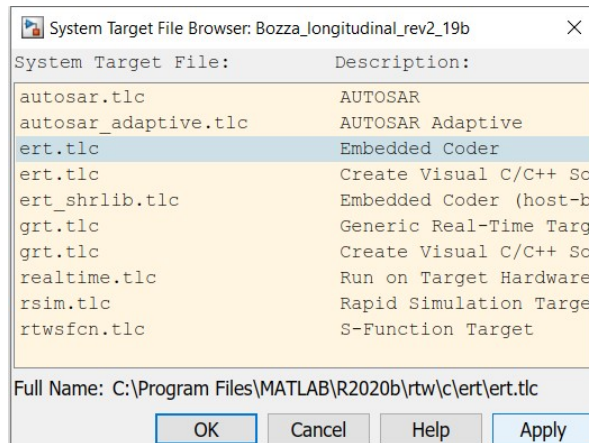 System Target File Browser: Bozza_longitudinal_rev2_19b
System Target File: Description:
autosar.tlc AUTOSAR
autosar_adaptive.tlc AUTOSAR Adaptive
ert.tlc Embedded Coder
ert.tlc Create Visual C/C++ So
ert_shrlib.tlc Embedded Coder (host-b
grt.tlc Generic Real-Time Targ
grt.tlc Create Visual C/C++ So
realtime.tlc Run on Target Hardware
rsim.tlc Rapid Simulation Targe
rtwsfcn.tlc S-Function Target
Full Name: C:\Program Files\MATLAB\R2020b\rtw\c\ert\ert.tlc
OK Cancel Help Apply